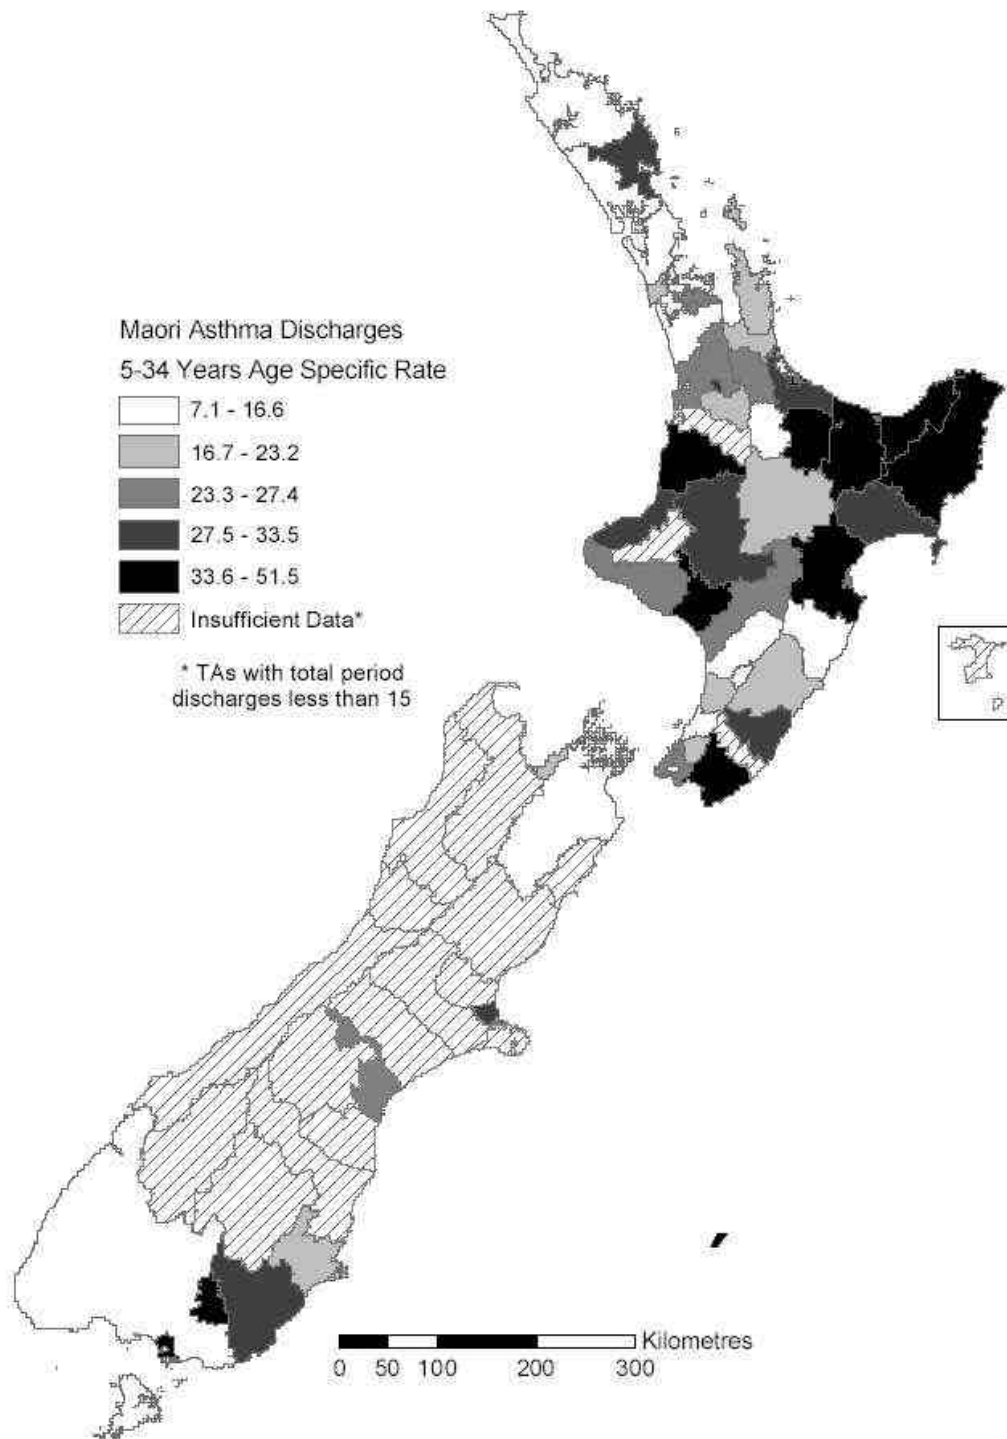 Maori Asthma Discharges
5-34 Years Age Specific Rate
7.1 - 16.6
16.7 - 23.2
23.3 - 27.4
27.5 - 33.5
33.6 - 51.5
Insufficient Data*
* TAs with total period
discharges less than 15
Kilometres
0 50 100 200 300